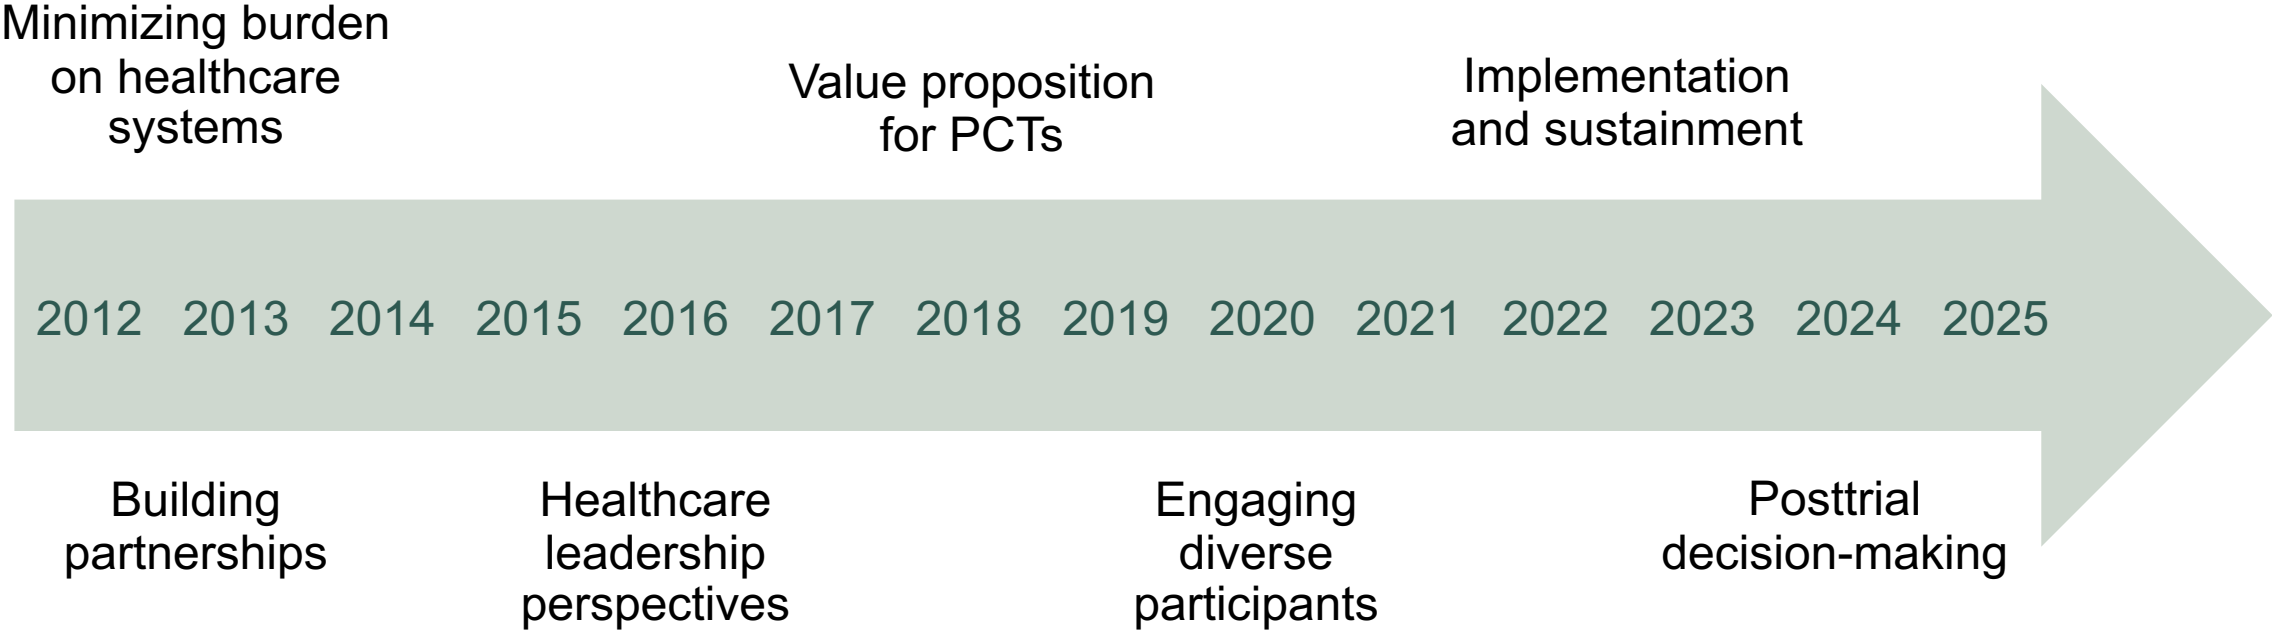 Minimizing burden
on healthcare
systems
Value proposition
for PCTs
Implementation
and sustainment
2012 2013 2014 2015 2016 2017 2018 2019 2020 2021 2022 2023 2024 2025
Building
partnerships
Healthcare
leadership
perspectives
Engaging
diverse
participants
Posttrial
decision-making